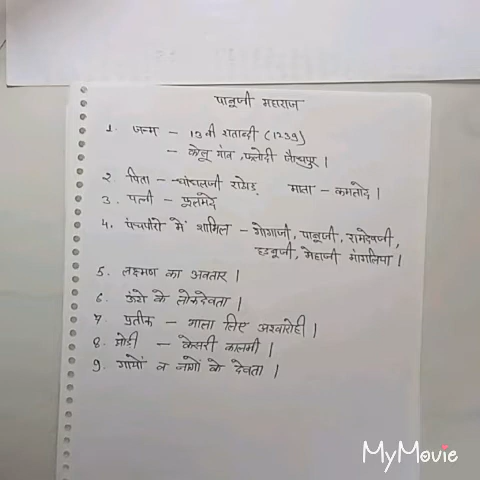 पाबूजी महाराज
1. जन्म - 13वी शताब्दी (1239)
- कोलू गांव, फलोदी जोधपुर।
2. पिता - धांधलजी राठौड़ माता - कमलादे।
3. पत्नी - फूलमदे
4. पंचपीरो में शामिल - गोगाजी, पाबूजी, रामदेवजी,
हडबूजी, मेहाजी मांगलिया।
5. लक्ष्मण का अवतार।
6. ऊंटो के लोकदेवता।
7. प्रतीक - भाला लिए अश्वारोही।
8. घोड़ी - केसरी कालमी।
9. गायों व के देवता।
MyMovie